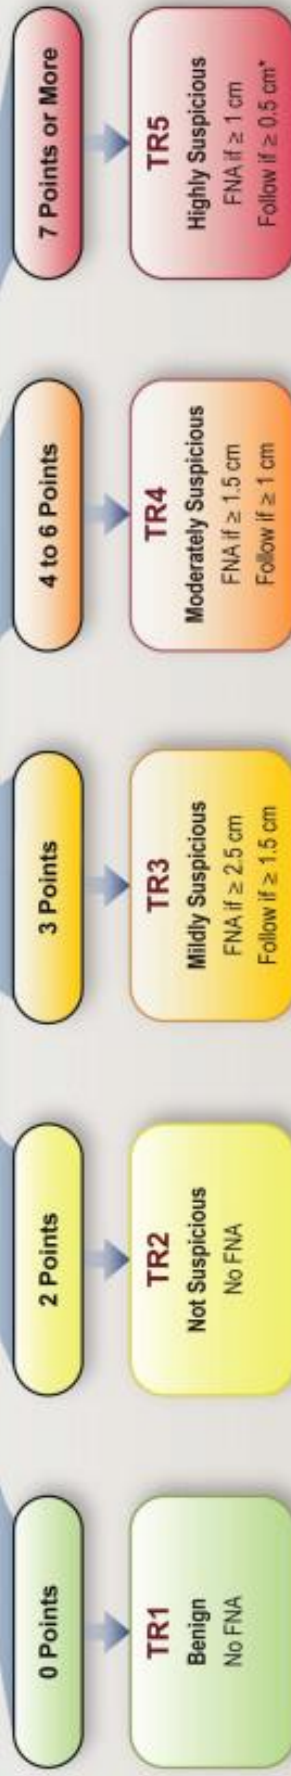 0 Points
2 Points
3 Points
4 to 6 Points
7 Points or More
TR1
Benign
No FNA
TR2
Not Suspicious
No FNA
TR3
Mildly Suspicious
FNA if ≥ 2.5 cm
Follow if ≥ 1.5 cm
TR4
Moderately Suspicious
FNA if ≥ 1.5 cm
Follow if ≥ 1 cm
TR5
Highly Suspicious
FNA if ≥ 1 cm
Follow if ≥ 0.5 cm*